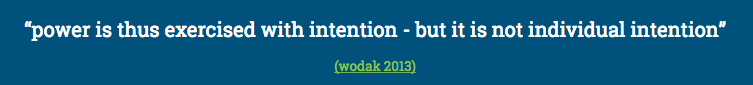 “power is thus exercised with intention - but it is not individual intention”
(wodak 2013)